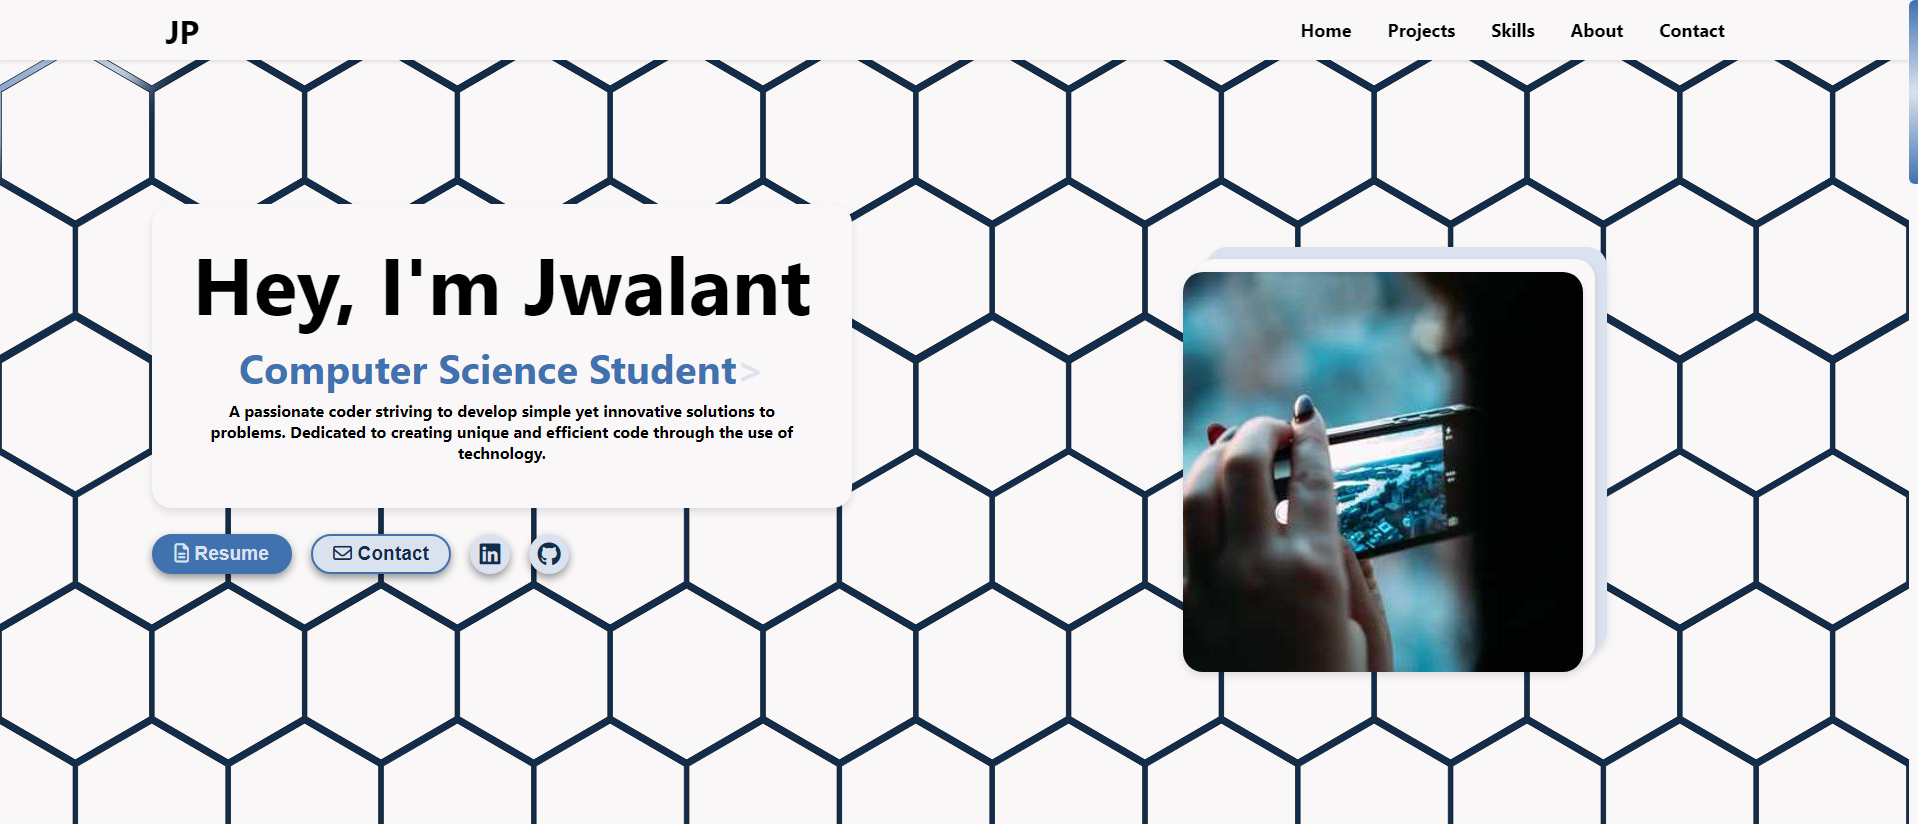 JP
Home Projects Skills About Contact
Hey, I'm Jwalant
Computer Science Student>
A passionate coder striving to develop simple yet innovative solutions to
problems. Dedicated to creating unique and efficient code through the use of
technology.
Resume Contact in